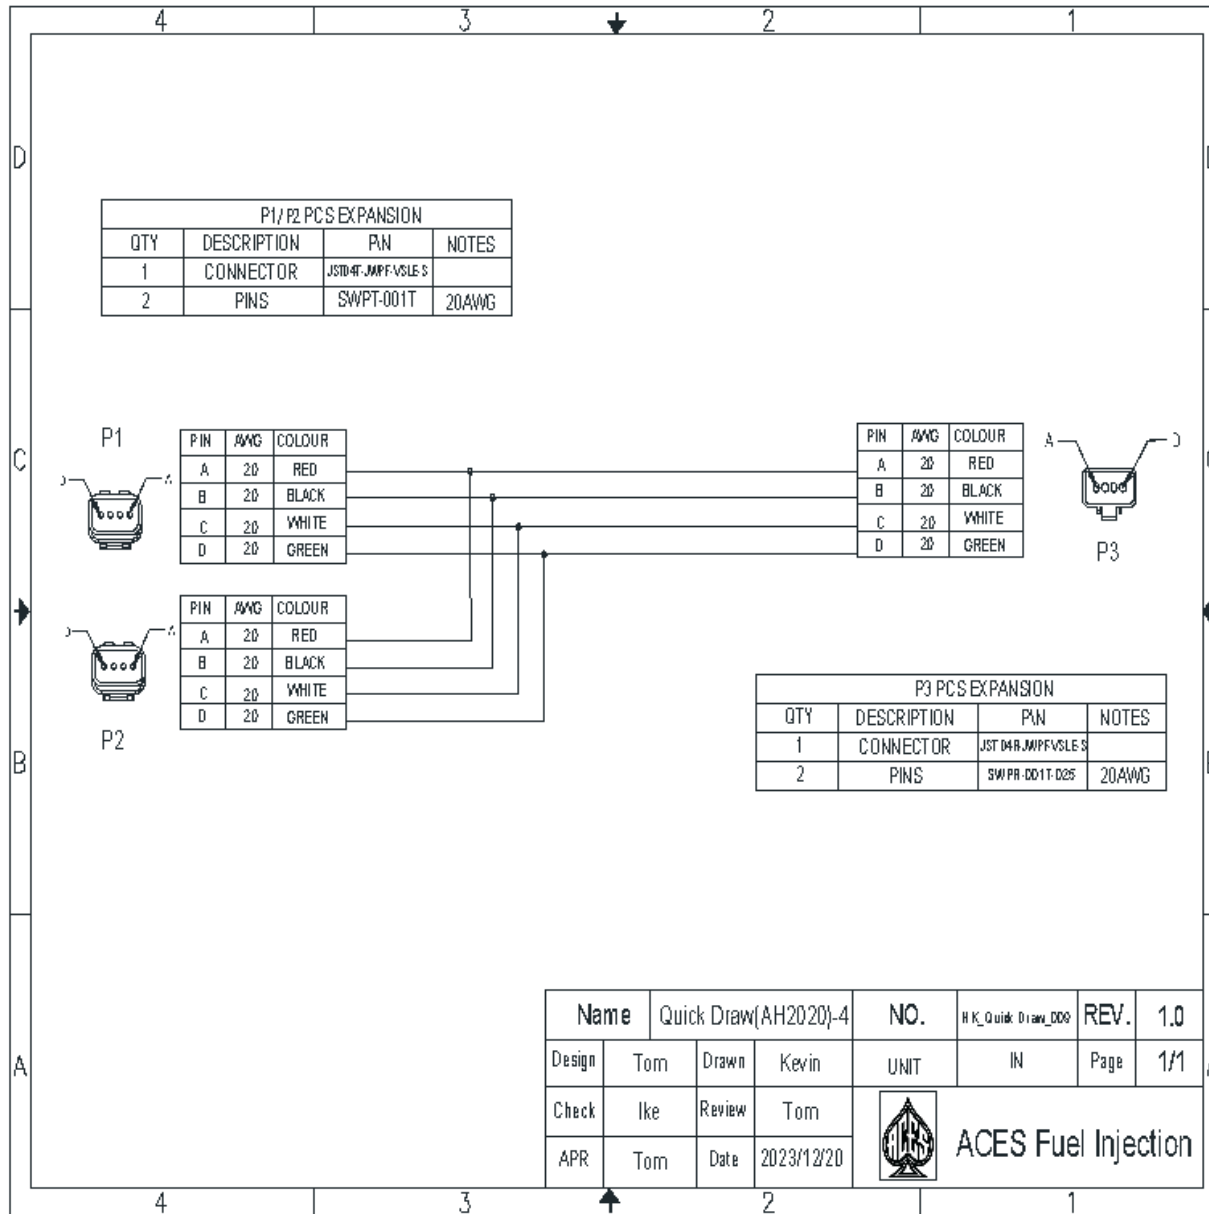 4 3 2 1
D
P1/P2 PCS EXPANSION
QTY DESCRIPTION P\N NOTES
1 CONNECTOR
2 PINS SWPT-001T 20AWG
C
P1
PIN AWG COLOUR
A 20 RED
B 20 BLACK
C 20 WHITE
D 20 GREEN
D A
PIN AWG COLOUR
A 20 RED
B 20 BLACK
C 20 WHITE
D 20 GREEN
A D
P3
PIN AWG COLOUR
A 20 RED
B 20 BLACK
C 20 WHITE
D 20 GREEN
D A
P2
P3 PCS EXPANSION
QTY DESCRIPTION P\N NOTES
1 CONNECTOR
2 PINS 20AWG
B
A
Name Quick Draw(AH2020)-4 NO. REV. 1.0
Design Tom Drawn Kevin UNIT IN Page 1/1
Check Ike Review Tom
APR Tom Date 2023/12/20
ACES
ACES Fuel Injection
4 3 2 1